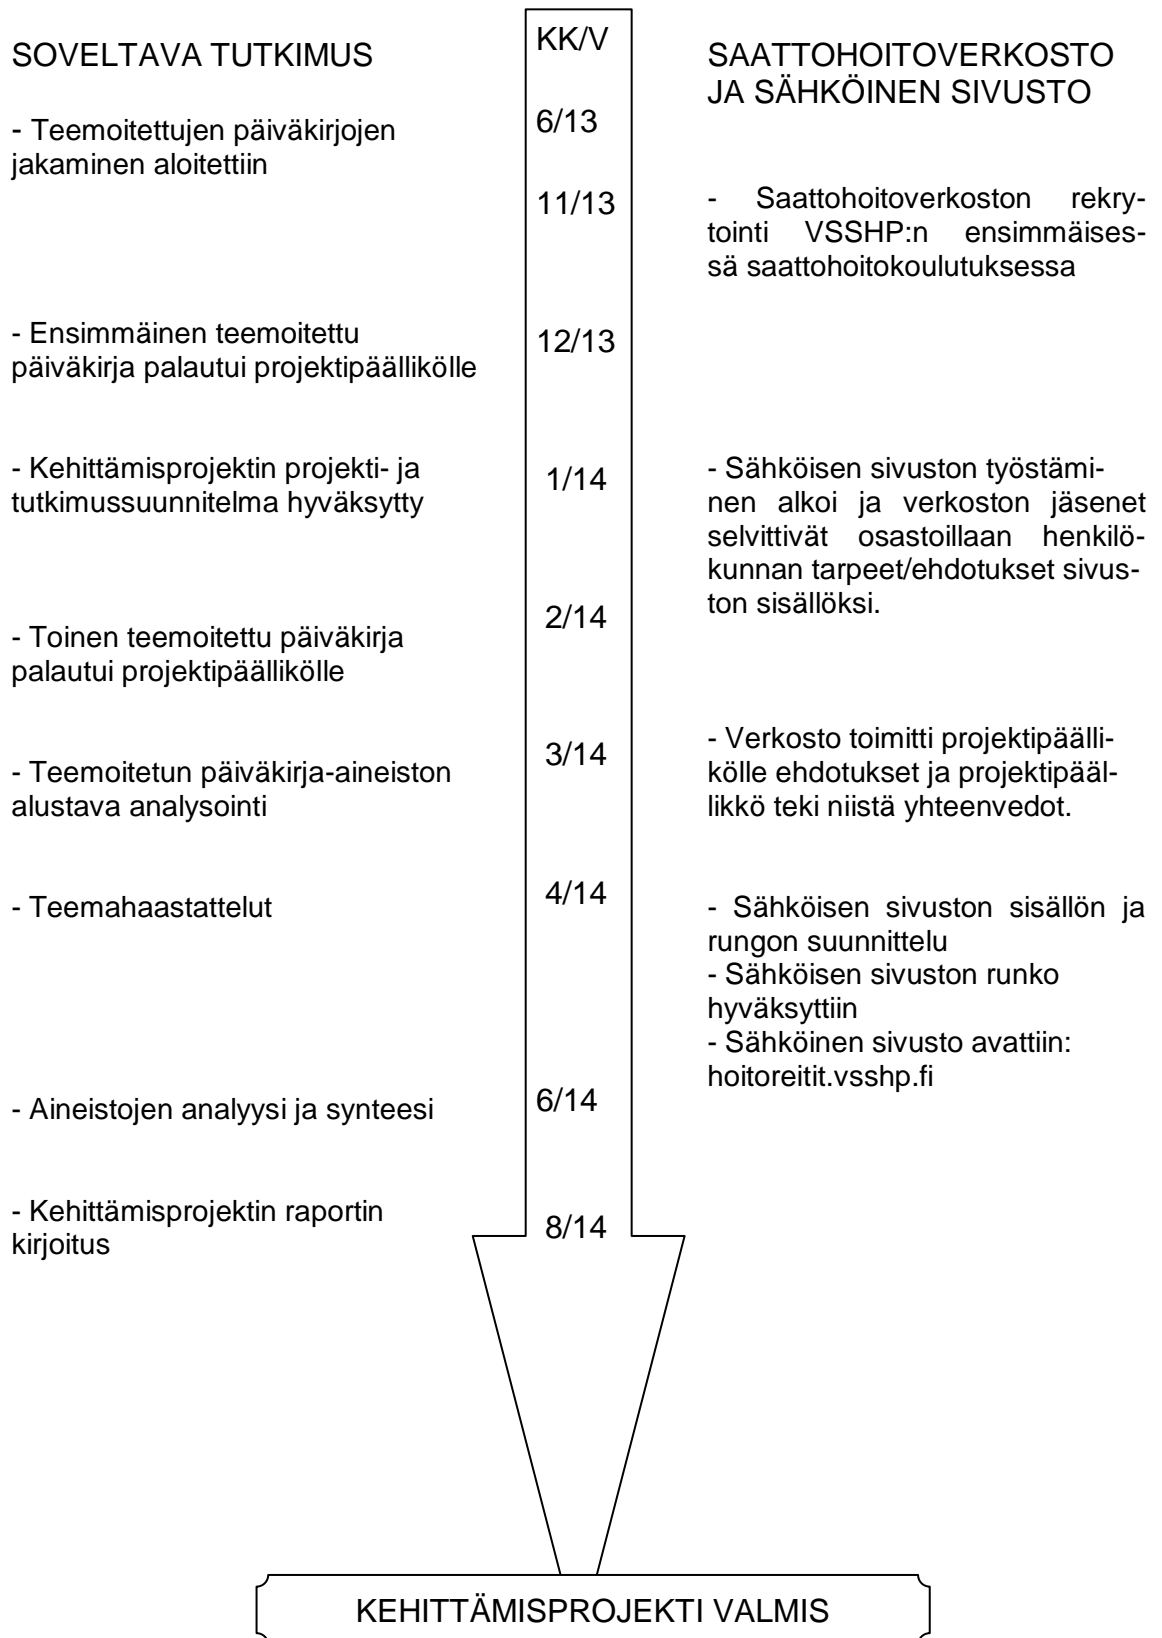 SOVELTAVA TUTKIMUS
KK/V
SAATTOHOITOVERKOSTO
JA SÄHKÖINEN SIVUSTO
- Teemoitettujen päiväkirjojen
jakaminen aloitettiin
6/13
11/13
- Saattohoitoverkoston rekry-
tointi VSSHP:n ensimmäises-
sä saattohoitokoulutuksessa
- Ensimmäinen teemoitettu
päiväkirja palautui projektipäällikölle
12/13
- Kehittämisprojektin projekti- ja
tutkimussuunnitelma hyväksytty
1/14
- Sähköisen sivuston työstämi-
nen alkoi ja verkoston jäsenet
selvittivät osastoillaan henkilö-
kunnan tarpeet/ehdotukset sivus-
ton sisällöksi.
2/14
- Toinen teemoitettu päiväkirja
palautui projektipäällikölle
3/14
- Verkosto toimitti projektipäälli-
kölle ehdotukset ja projektipääl-
likkö teki niistä yhteenvedot.
- Teemoitetun päiväkirja-aineiston
alustava analysointi
- Teemahaastattelut
4/14
- Sähköisen sivuston sisällön ja
rungon suunnittelu
- Sähköisen sivuston runko
hyväksyttiin
- Sähköinen sivusto avattiin:
hoitoreitit.vsshp.fi
- Aineistojen analyysi ja synteesi
6/14
- Kehittämisprojektin raportin
kirjoitus
8/14
KEHITTÄMISPROJEKTI VALMIS